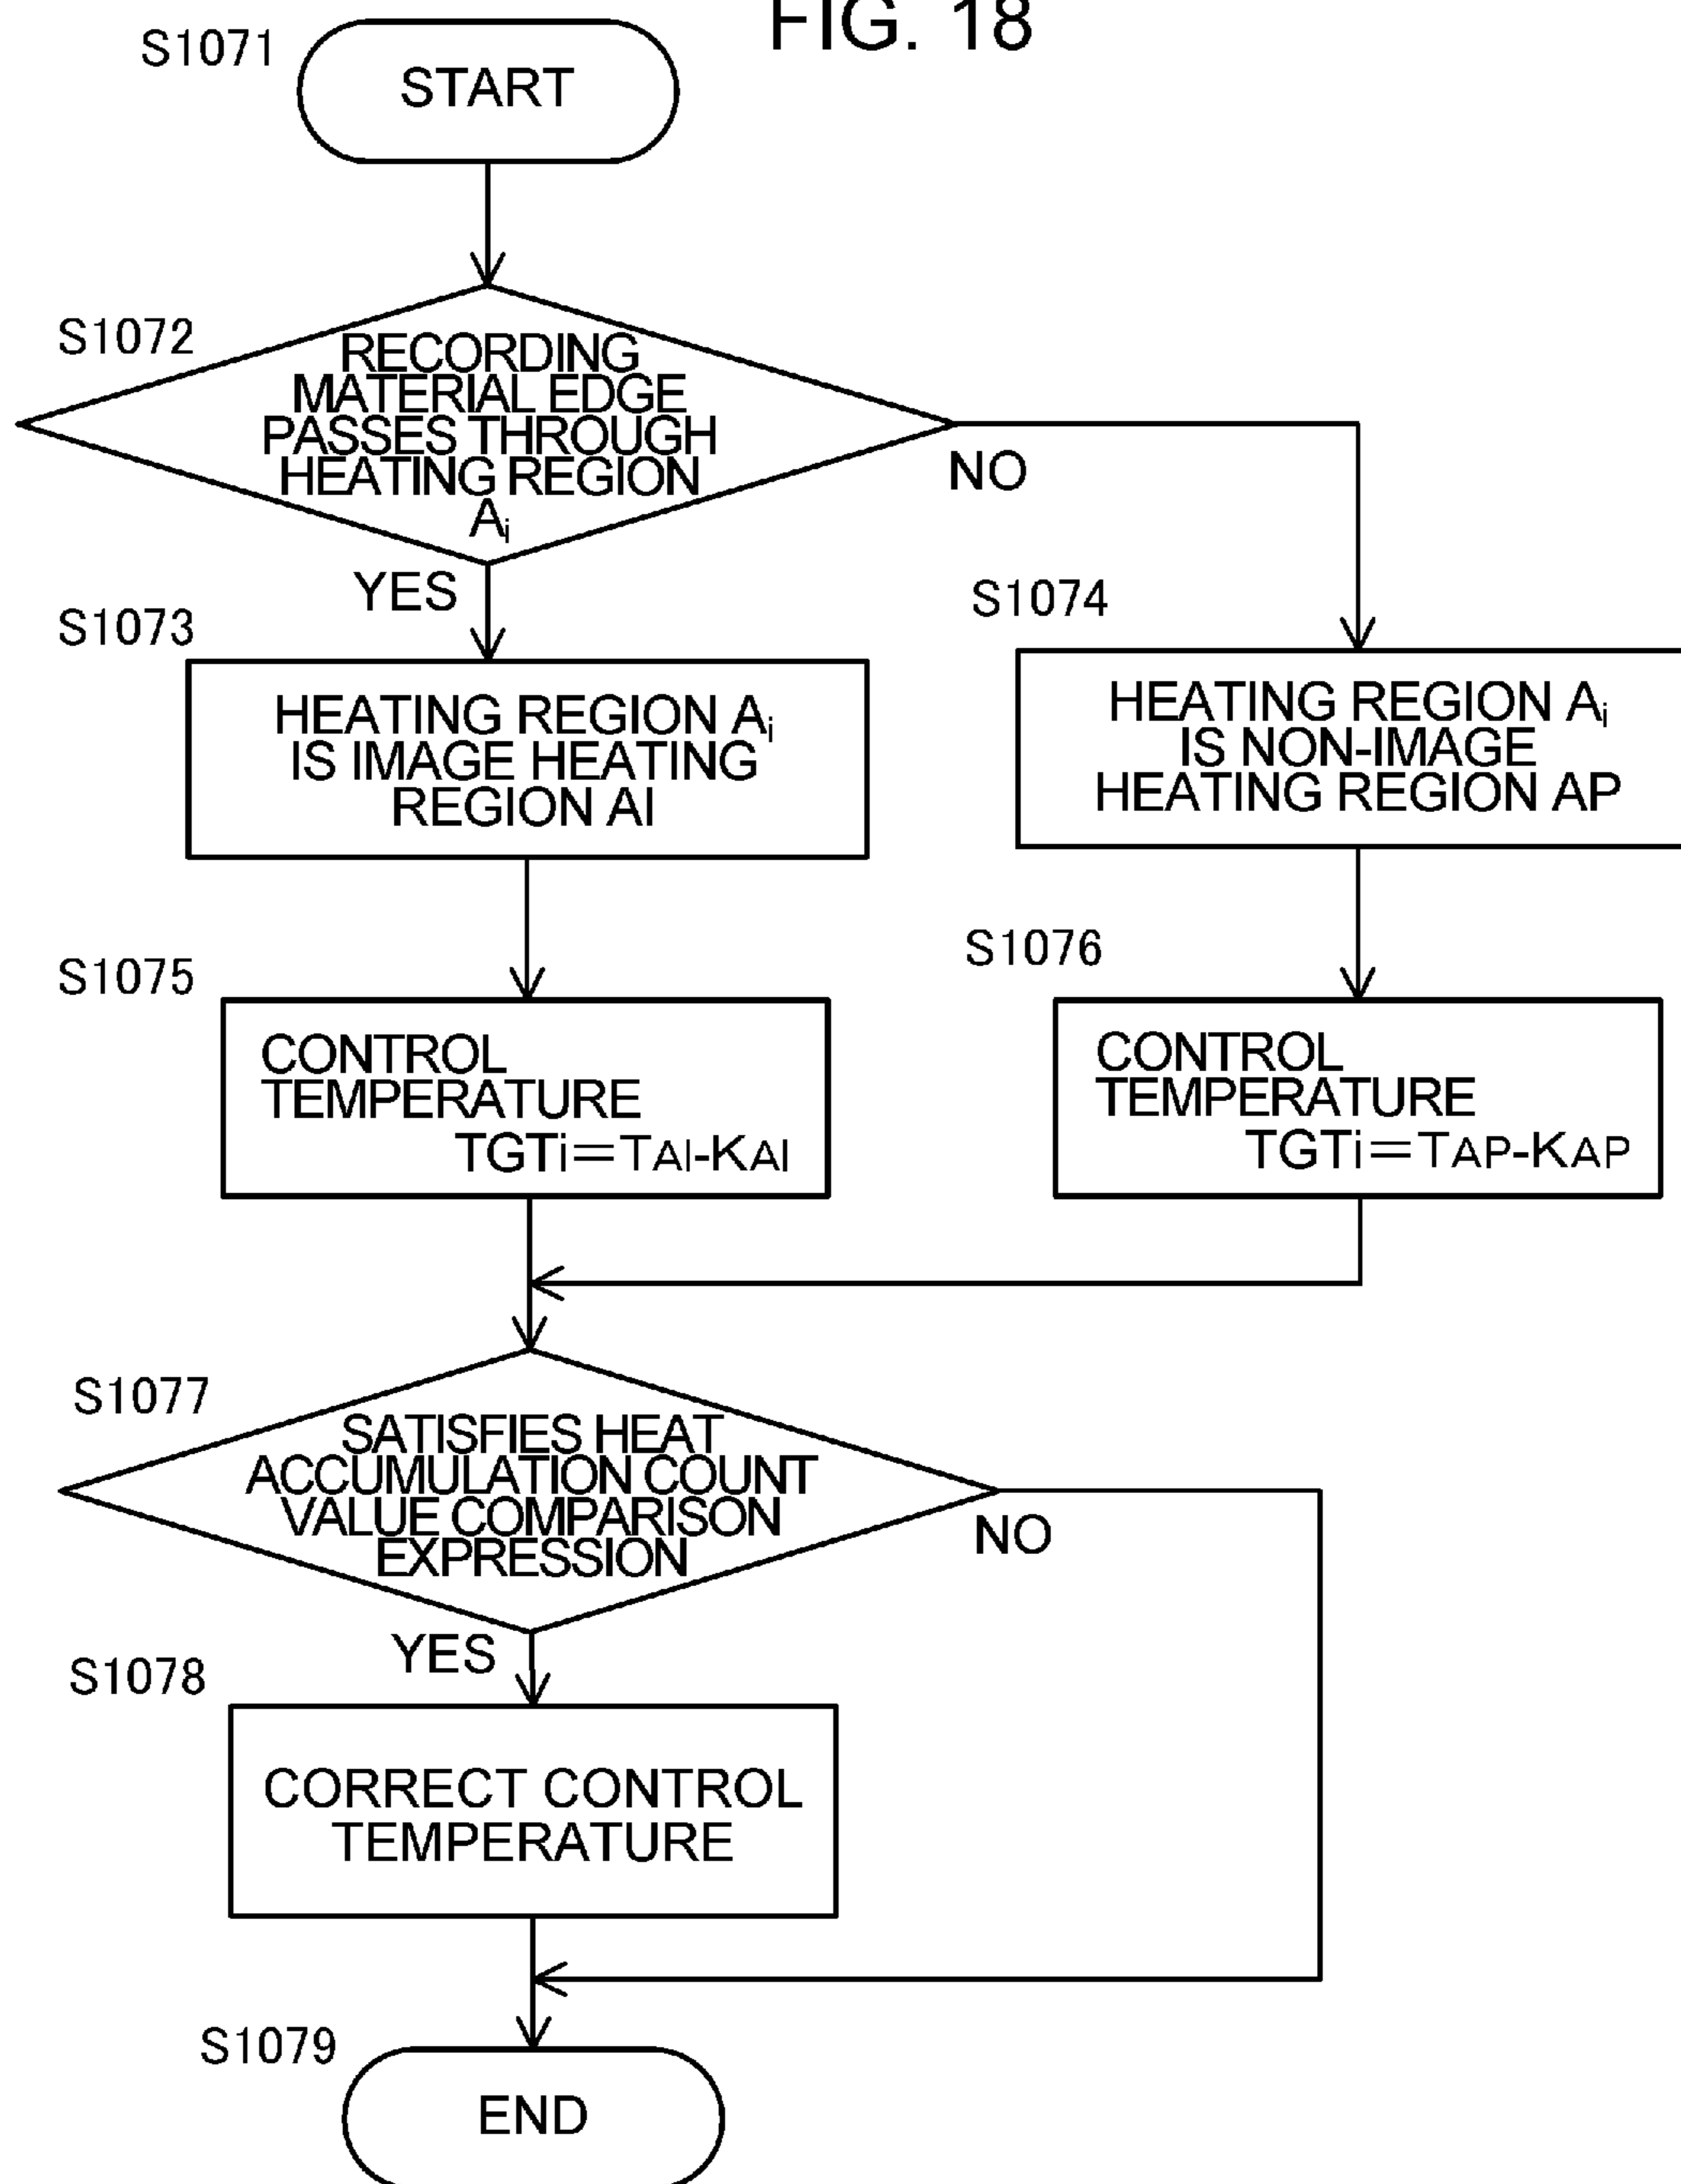 FIG. 18
S1071
START
S1072
RECORDING
MATERIAL EDGE
PASSES THROUGH
HEATING REGION
Ai
NO
YES
S1073
HEATING REGION Ai
IS IMAGE HEATING
REGION AI
S1074
HEATING REGION Ai
IS NON-IMAGE
HEATING REGION AP
S1075
CONTROL
TEMPERATURE
TGTi=TAI-KAI
S1076
CONTROL
TEMPERATURE
TGTi=TAP-KAP
S1077
SATISFIES HEAT
ACCUMULATION COUNT
VALUE COMPARISON
EXPRESSION
NO
YES
S1078
CORRECT CONTROL
TEMPERATURE
S1079
END